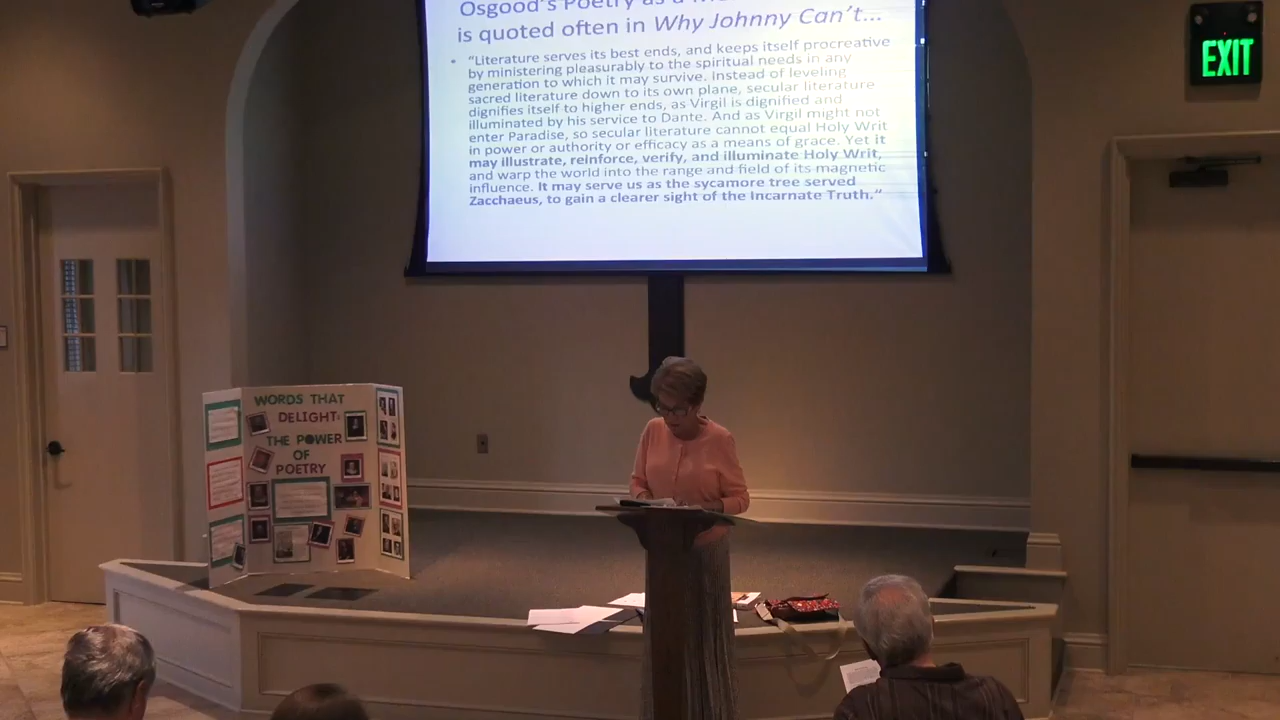 Osgood's Poetry as a
is quoted often in Why Johnny Can't...
• “Literature serves its best ends, and keeps itself procreative
by ministering pleasurably to the spiritual needs in any
generation to which it may survive. Instead of leveling
sacred literature down to its own plane, secular literature
dignifies itself to higher ends, as Virgil is dignified and
illuminated by his service to Dante. And as Virgil might not
enter Paradise, so secular literature cannot equal Holy Writ
in power or authority or efficacy as a means of grace. Yet it
may illustrate, reinforce, verify, and illuminate Holy Writ,
and warp the world into the range and field of its magnetic
influence. It may serve us as the sycamore tree served
Zacchaeus, to gain a clearer sight of the Incarnate Truth.”
EXIT
WORDS THAT
DELIGHT:
THE POWER
OF
POETRY